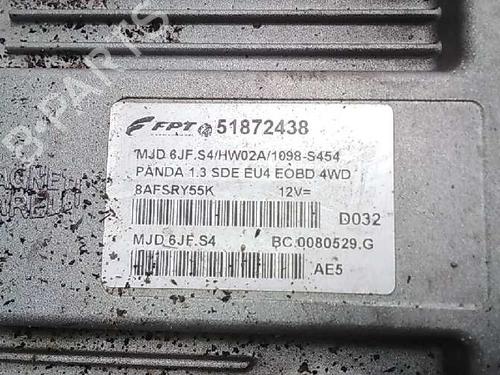 FPT 51872438
MJD 6JF.S4/HW02A/1098-S454
PANDA 1.3 SDE EU4 EOBD 4WD
8AFSRY55K 12V=
D032
MJD 6JF.S4 BC.0080529.G
AE5
B-PARTS